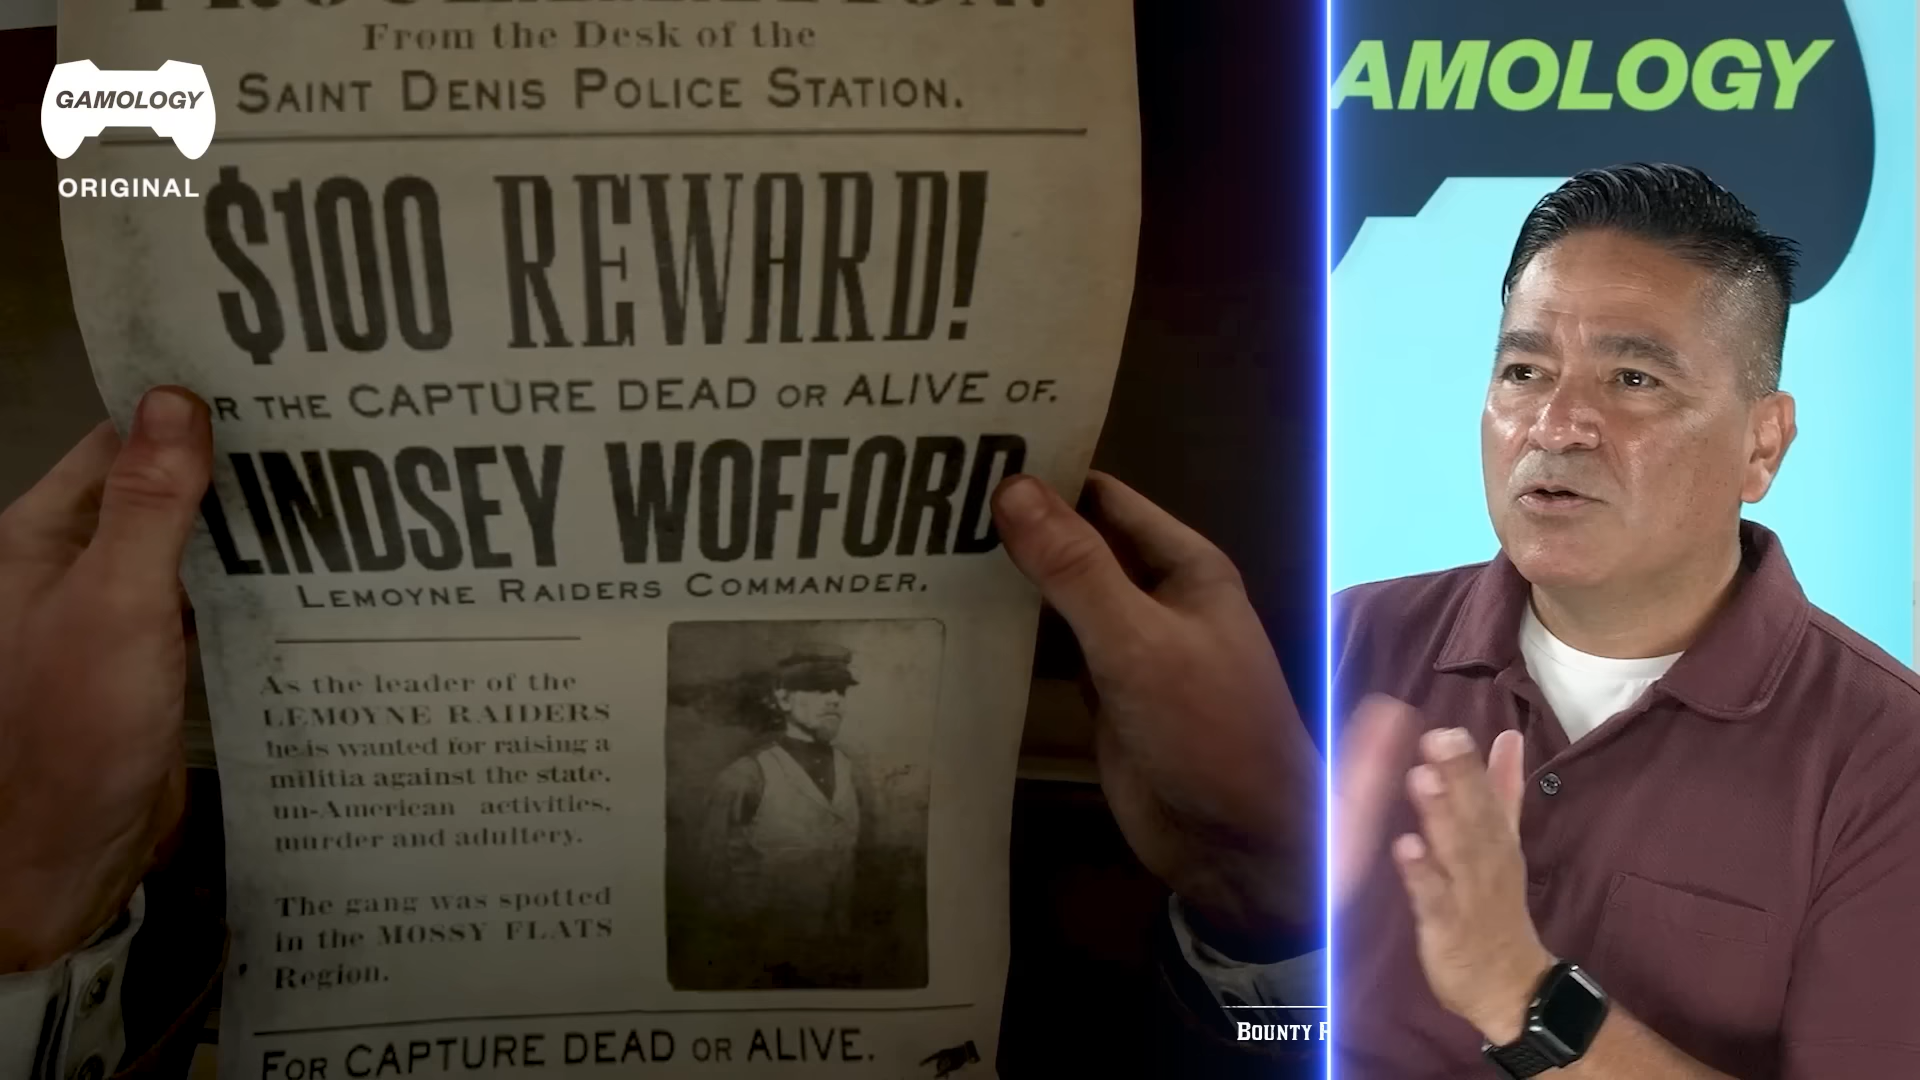 From the Desk of the
SAINT DENIS POLICE STATION.
GAMOLOGY
ORIGINAL
$100 REWARD!
R THE CAPTURE DEAD OR ALIVE OF.
LINDSEY WOFFORD
LEMOYNE RAIDERS COMMANDER.
As the leader of the
LEMOYNE RAIDERS
he is wanted for raising a
militia against the state,
un-American activities,
murder and adultery.
The gang was spotted
in the MOSSY FLATS
Region.
FOR CAPTURE DEAD OR ALIVE.
BOUNTY
AMOLOGY